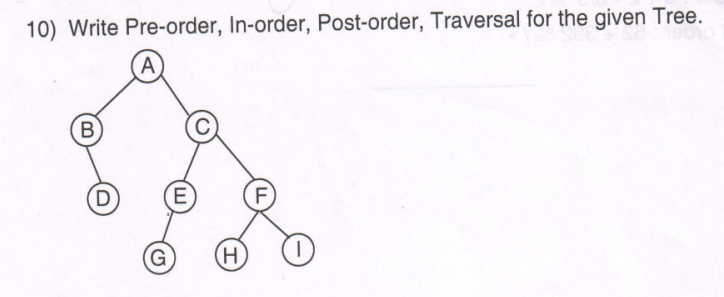 10) Write Pre-order, In-order, Post-order, Traversal for the given Tree.
A
B
C
D
E
F
G
H
I